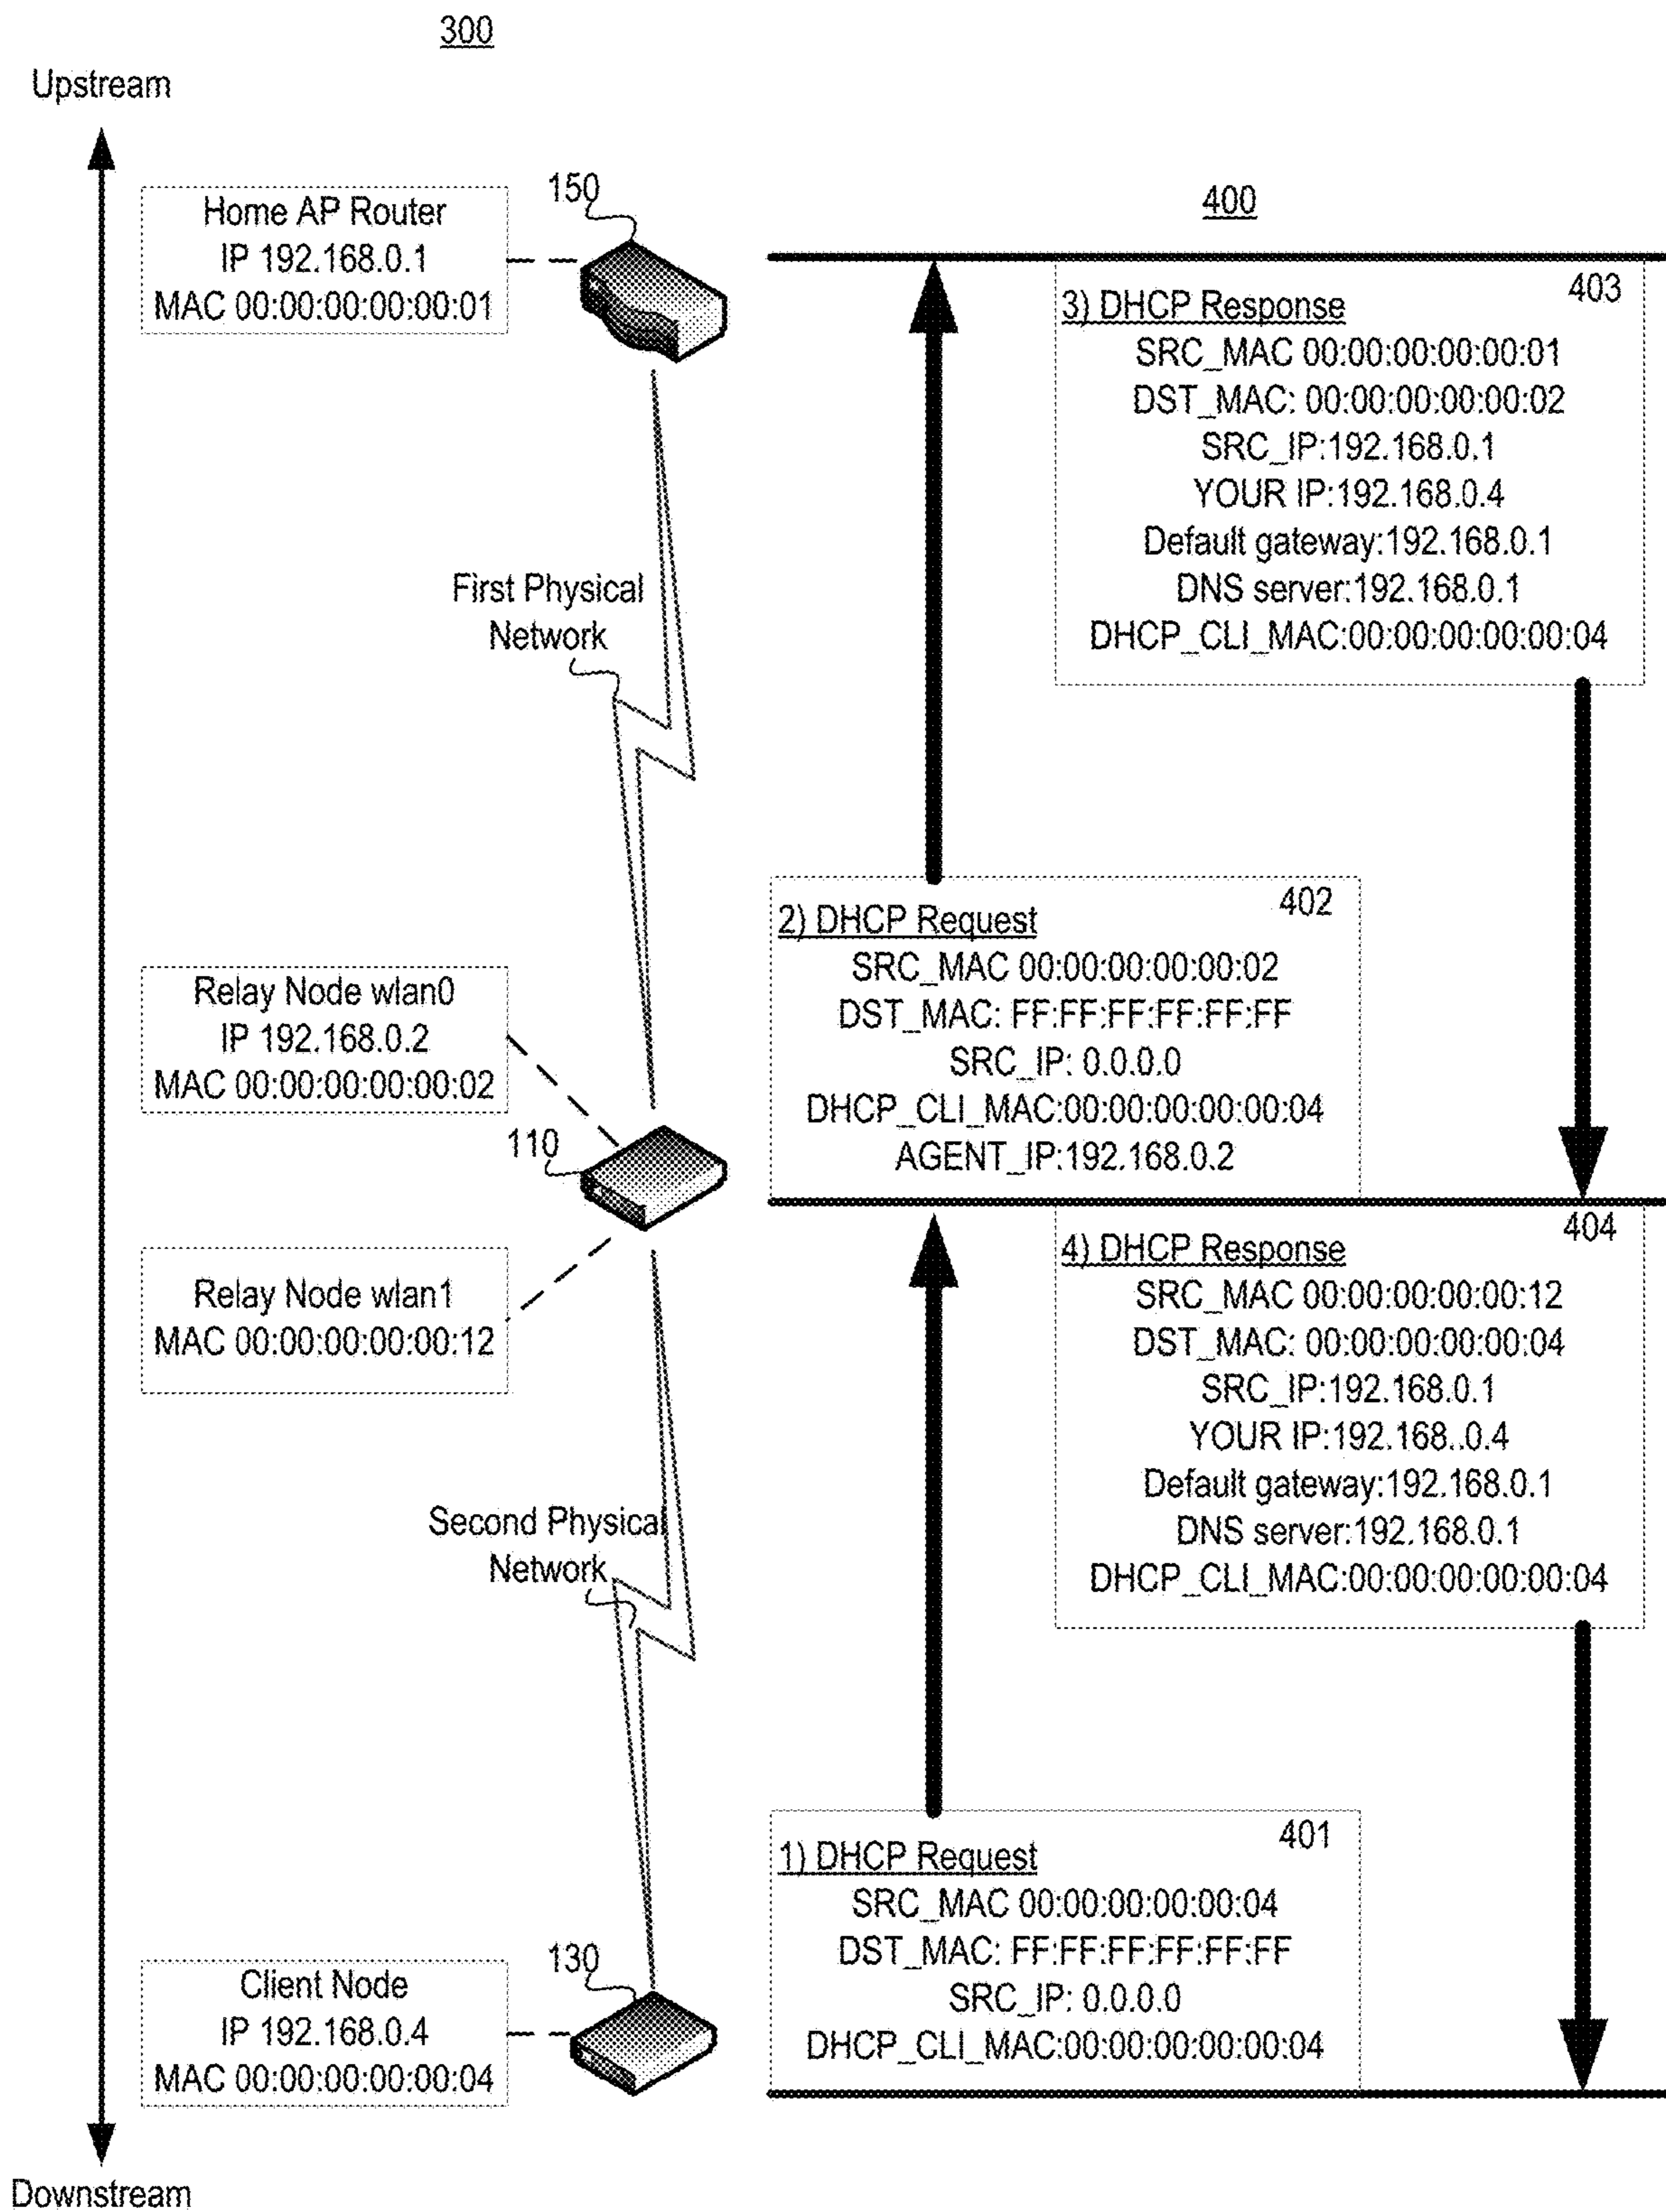 300
Upstream
150
Home AP Router
IP 192.168.0.1
MAC 00:00:00:00:00:01
400
403
3) DHCP Response
SRC_MAC 00:00:00:00:00:01
DST_MAC: 00:00:00:00:00:02
SRC_IP:192.168.0.1
YOUR IP:192.168.0.4
Default gateway:192.168.0.1
DNS server:192.168.0.1
DHCP_CLI_MAC:00:00:00:00:00:04
First Physical
Network
402
2) DHCP Request
SRC_MAC 00:00:00:00:00:02
DST_MAC: FF:FF:FF:FF:FF:FF
SRC_IP: 0.0.0.0
DHCP_CLI_MAC:00:00:00:00:00:04
AGENT_IP:192.168.0.2
Relay Node wlan0
IP 192.168.0.2
MAC 00:00:00:00:00:02
110
Relay Node wlan1
MAC 00:00:00:00:00:12
404
4) DHCP Response
SRC_MAC 00:00:00:00:00:12
DST_MAC: 00:00:00:00:00:04
SRC_IP:192.168.0.1
YOUR IP:192.168..0.4
Default gateway:192.168.0.1
DNS server:192.168.0.1
DHCP_CLI_MAC:00:00:00:00:00:04
Second Physical
Network
401
1) DHCP Request
SRC_MAC 00:00:00:00:00:04
DST_MAC: FF:FF:FF:FF:FF:FF
SRC_IP: 0.0.0.0
DHCP_CLI_MAC:00:00:00:00:00:04
130
Client Node
IP 192.168.0.4
MAC 00:00:00:00:00:04
Downstream